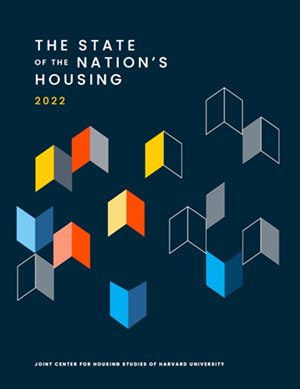 THE STATE
OF THE NATION'S
HOUSING
2022
JOINT CENTER FOR HOUSING STUDIES OF HARVARD UNIVERSITY